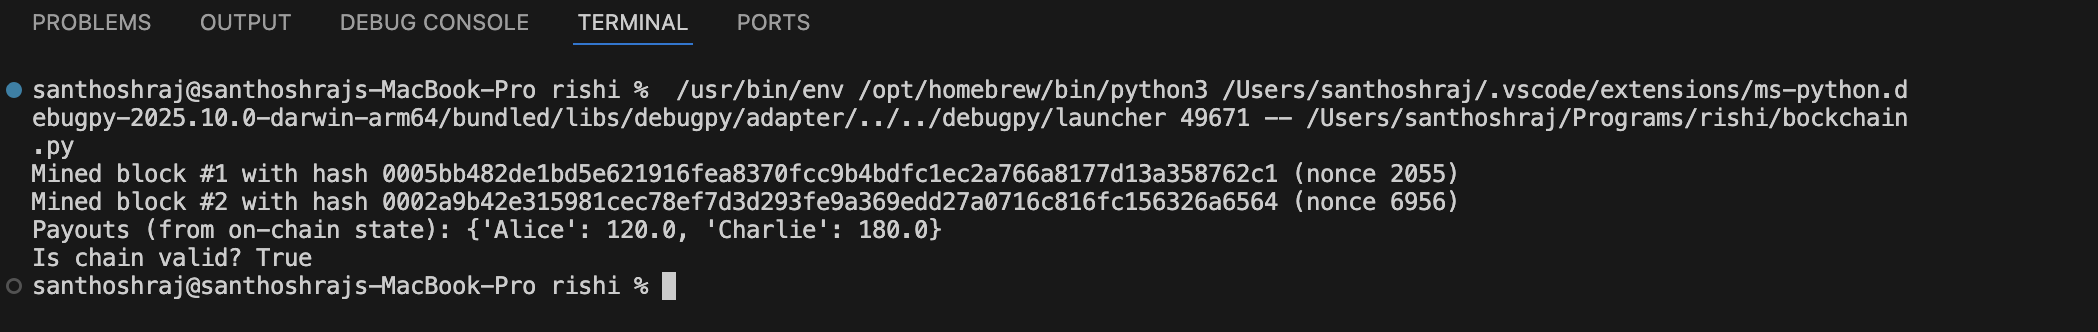 PROBLEMS OUTPUT DEBUG CONSOLE TERMINAL PORTS
santhoshraj@santhoshrajs-MacBook-Pro rishi %  /usr/bin/env /opt/homebrew/bin/python3 /Users/santhoshraj/.vscode/extensions/ms-python.d
ebugpy-2025.10.0-darwin-arm64/bundled/libs/debugpy/adapter/../../debugpy/launcher 49671 -- /Users/santhoshraj/Programs/rishi/bockchain
.py
Mined block #1 with hash 0005bb482de1bd5e621916fea8370fcc9b4bdfc1ec2a766a8177d13a358762c1 (nonce 2055)
Mined block #2 with hash 0002a9b42e315981cec78ef7d3d293fe9a369edd27a0716c816fc156326a6564 (nonce 6956)
Payouts (from on-chain state): {'Alice': 120.0, 'Charlie': 180.0}
Is chain valid? True
santhoshraj@santhoshrajs-MacBook-Pro rishi %